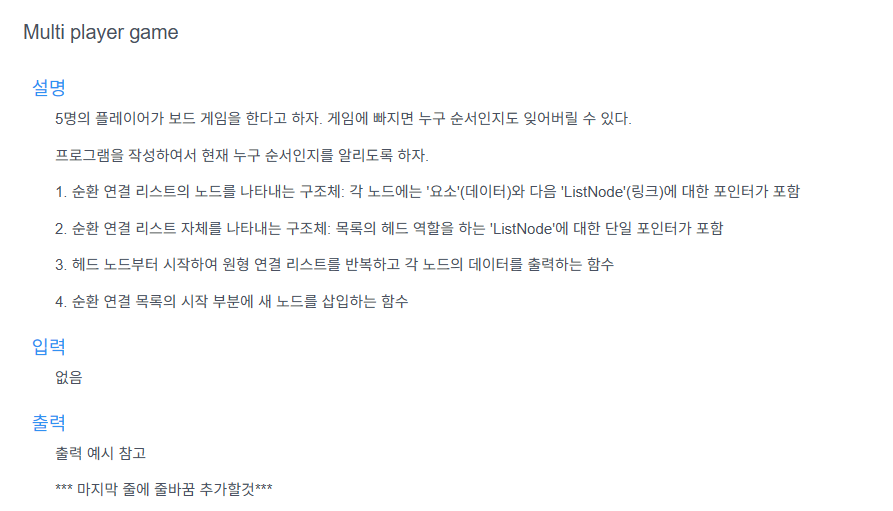 Multi player game
설명
5명의 플레이어가 보드 게임을 한다고 하자. 게임에 빠지면 누구 순서인지도 잊어버릴 수 있다.
프로그램을 작성하여서 현재 누구 순서인지를 알리도록 하자.
1. 순환 연결 리스트의 노드를 나타내는 구조체: 각 노드에는 '요소'(데이터)와 다음 'ListNode'(링크)에 대한 포인터가 포함
2. 순환 연결 리스트 자체를 나타내는 구조체: 목록의 헤드 역할을 하는 'ListNode'에 대한 단일 포인터가 포함
3. 헤드 노드부터 시작하여 원형 연결 리스트를 반복하고 각 노드의 데이터를 출력하는 함수
4. 순환 연결 목록의 시작 부분에 새 노드를 삽입하는 함수
입력
없음
출력
출력 예시 참고
*** 마지막 줄에 줄바꿈 추가할것***